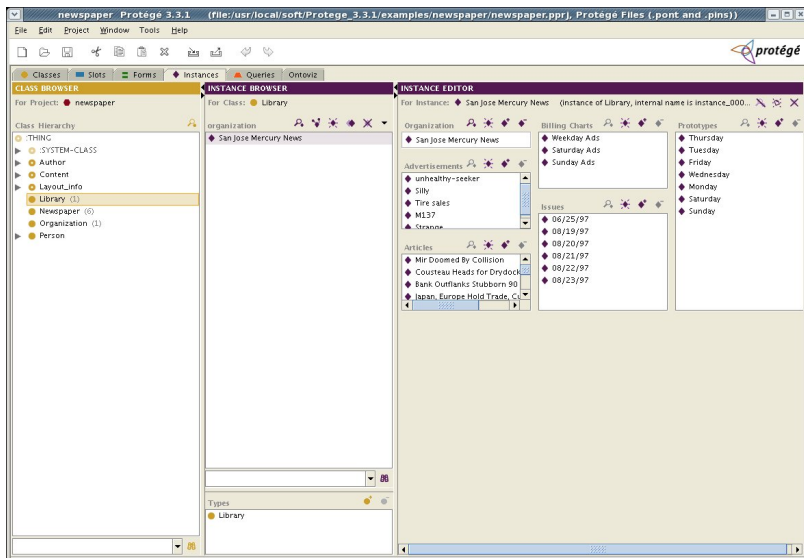 newspaper Protégé 3.3.1 (file:/usr/local/soft/Protege_3.3.1/examples/newspaper/newspaper.pprj, Protégé Files (.pont and .pins))
File Edit Project Window Tools Help
protégé
Classes Slots Forms Instances Queries Ontoviz
CLASS BROWSER
For Project: newspaper
Class Hierarchy
:THING
:SYSTEM-CLASS
Author
Content
Layout_info
Library (1)
Newspaper (6)
Organization (1)
Person
INSTANCE BROWSER
For Class: Library
organization
San Jose Mercury News
Types
Library
INSTANCE EDITOR
For Instance: San Jose Mercury News (instance of Library, internal name is instance_000...
Organization
San Jose Mercury News
Advertisements
unhealthy-seeker
Silly
Tire sales
M137
Strange
Articles
Mir Doomed By Collision
Cousteau Heads for Drydock
Bank Outflanks Stubborn 90
Japan, Europe Hold Trade, Cu
Billing Charts
Weekday Ads
Saturday Ads
Sunday Ads
Issues
06/25/97
08/19/97
08/20/97
08/21/97
08/22/97
08/23/97
Prototypes
Thursday
Tuesday
Friday
Wednesday
Monday
Saturday
Sunday